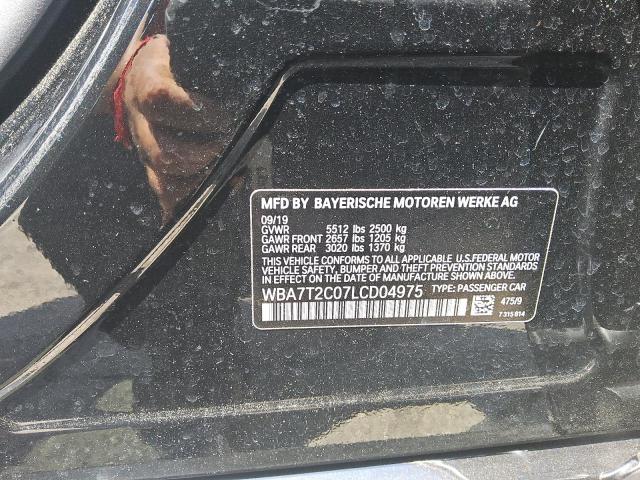 MFD BY BAYERISCHE MOTOREN WERKE AG
09/19
GVWR 5512 lbs 2500 kg
GAWR FRONT 2657 lbs 1205 kg
GAWR REAR 3020 lbs 1370 kg
THIS VEHICLE CONFORMS TO ALL APPLICABLE U.S.FEDERAL MOTOR
VEHICLE SAFETY, BUMPER AND THEFT PREVENTION STANDARDS
IN EFFECT ON THE DATE OF MANUFACTURE SHOWN ABOVE.
WBA7T2C07LCD04975 TYPE: PASSENGER CAR
475/9
7 315 814